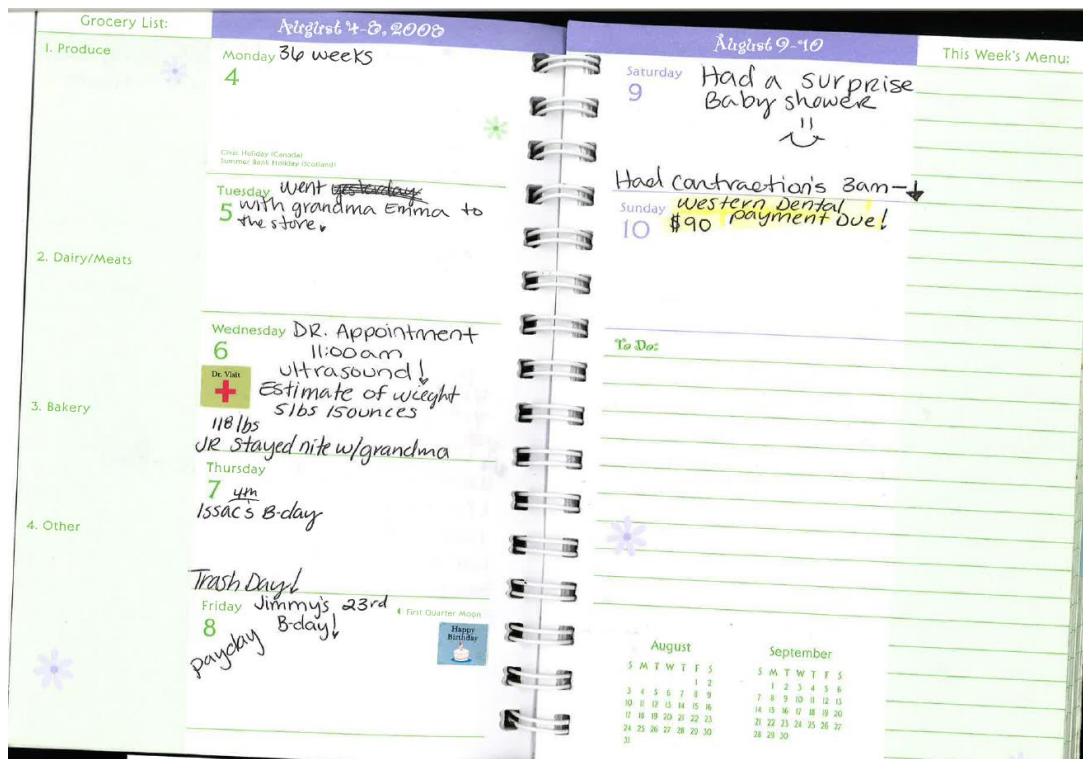 Grocery List:
1. Produce
2. Dairy/Meats
3. Bakery
4. Other
August 4-8, 2008
Monday 36 weeks
4
Civic Holiday (Canada)
Summer Bank Holiday (Scotland)
Tuesday went yesterday
5 with grandma Emma to
the store.
Wednesday DR. Appointment
6 11:00am
ultrasound!
Dr. Visit
Estimate of wieght
5lbs 15ounces
118 lbs
JR stayed nite w/grandma
Thursday
7 4m
Issac's B-day
Trash Day!
Friday Jimmy's 23rd
First Quarter Moon
8 B-day!
payday
Happy
Birthday
August 9-10
Saturday Had a surprise
9 Baby shower
Had contraction's 3am-
Sunday western Dental
10 $90 payment Due!
To Do:
August
S M T W T F S
1 2
3 4 5 6 7 8 9
10 11 12 13 14 15 16
17 18 19 20 21 22 23
24 25 26 27 28 29 30
31
September
S M T W T F S
1 2 3 4 5 6
7 8 9 10 11 12 13
14 15 16 17 18 19 20
21 22 23 24 25 26 27
28 29 30
This Week's Menu: